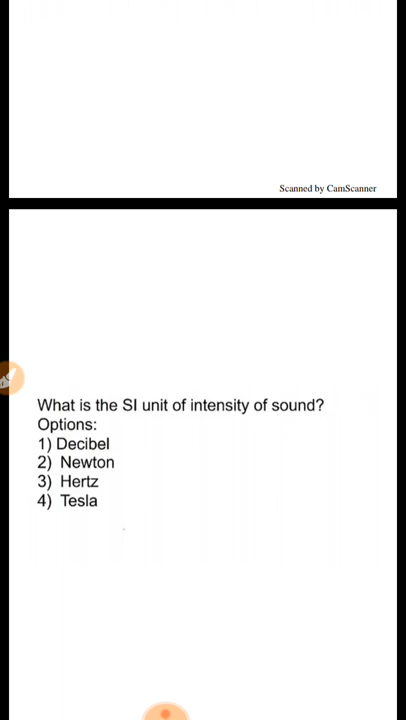 Scanned by CamScanner
What is the SI unit of intensity of sound?
Options:
1) Decibel
2) Newton
3) Hertz
4) Tesla